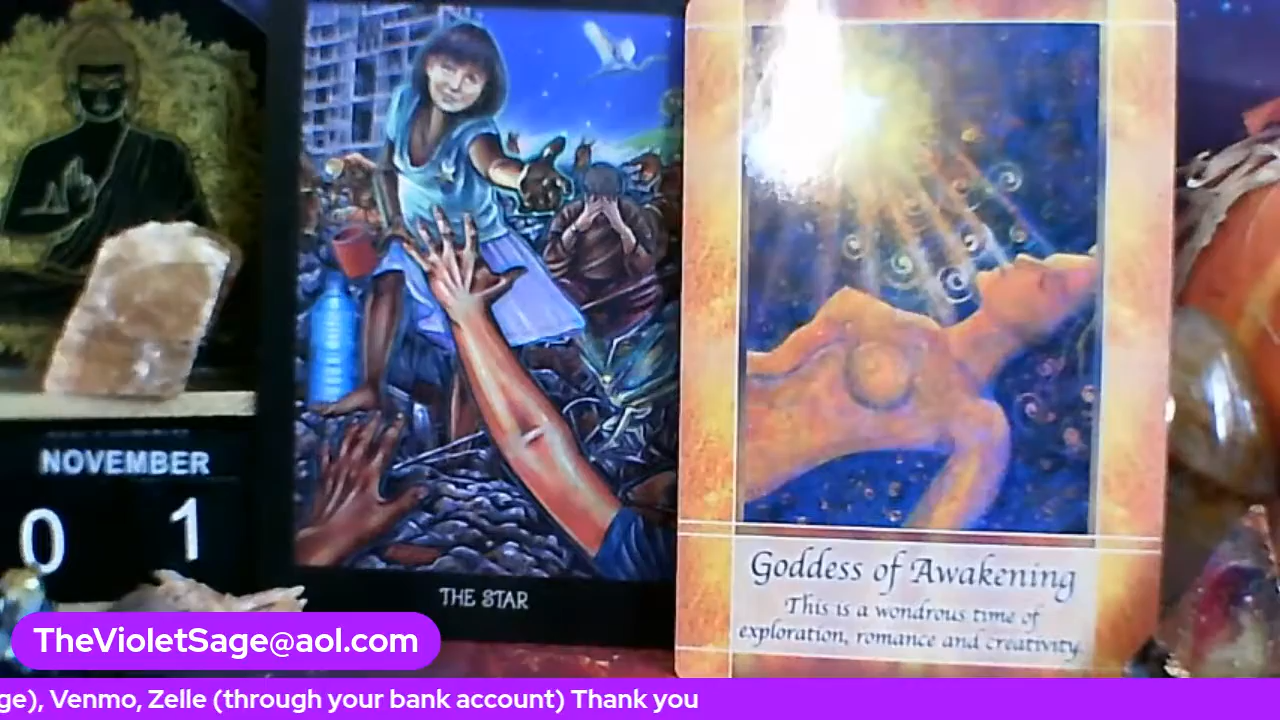 NOVEMBER
0 1
THE STAR
Goddess of Awakening
This is a wondrous time of
exploration, romance and creativity.
TheVioletSage@aol.com
ge), Venmo, Zelle (through your bank account) Thank you